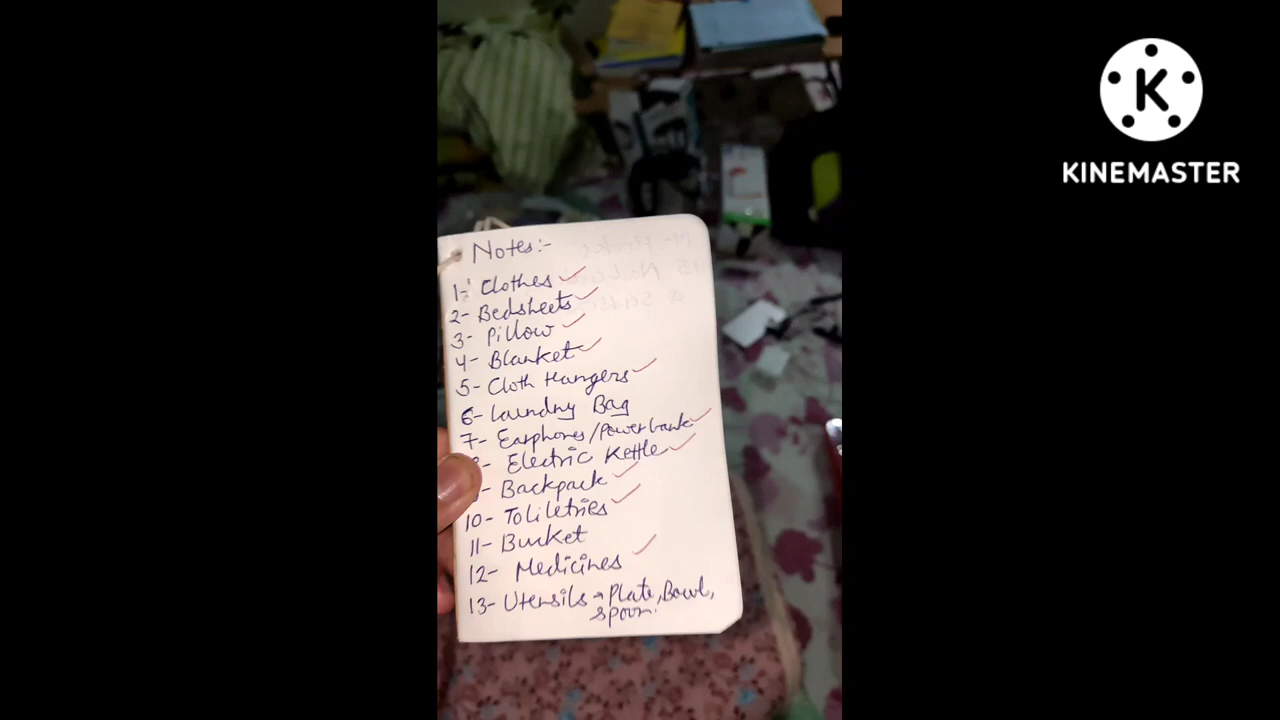 KINEMASTER
Notes:-
1- Clothes ✓
2- Bedsheets ✓
3- Pillow ✓
4- Blanket ✓
5- Cloth Hangers ✓
6- Laundry Bag
7- Earphones/Powerbank ✓
- Electric Kettle ✓
- Backpack ✓
10- Toliletries ✓
11- Bucket
12- Medicines ✓
13- Utensils → Plate, Bowl,
spoon.